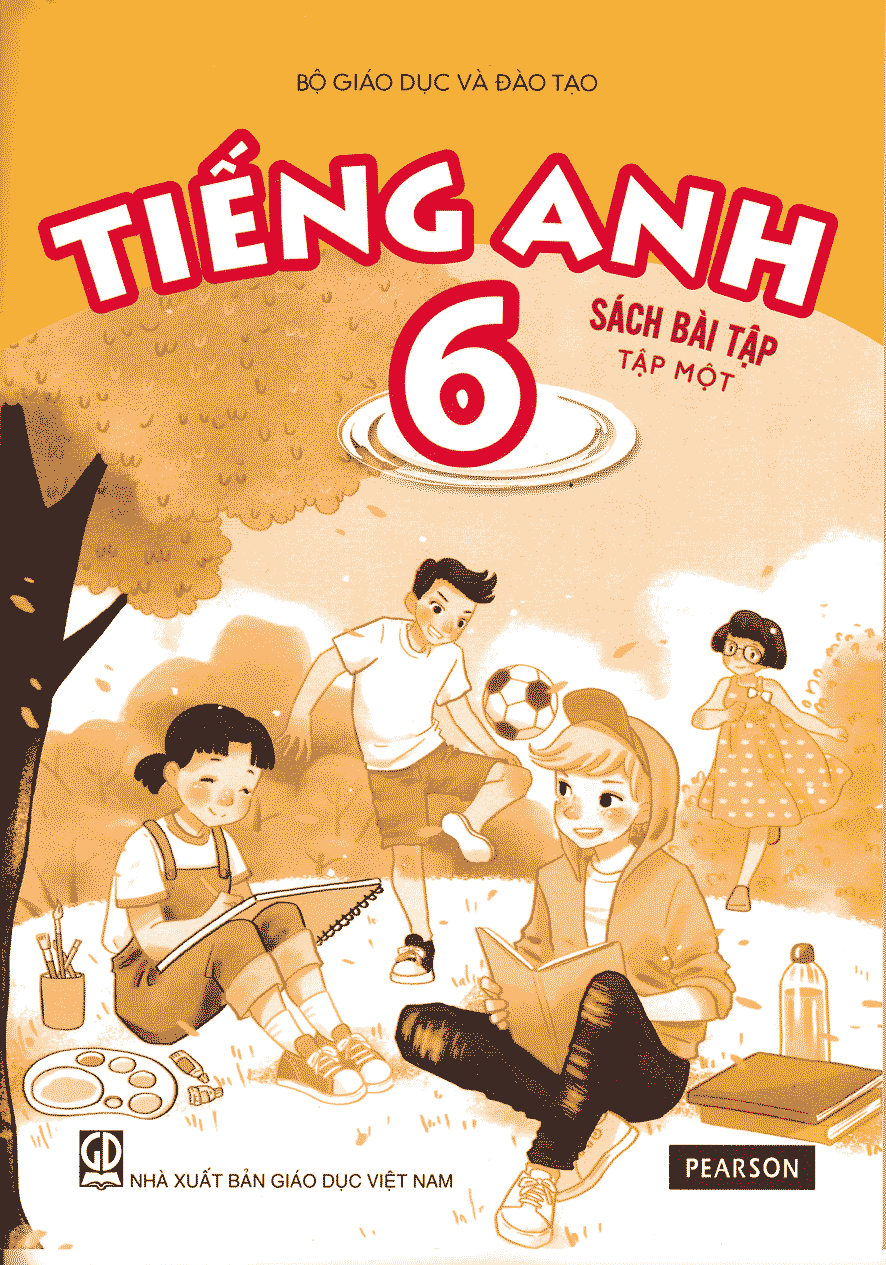 BỘ GIÁO DỤC VÀ ĐÀO TẠO
TIẾNG ANH
6
SÁCH BÀI TẬP
TẬP MỘT
GD
NHÀ XUẤT BẢN GIÁO DỤC VIỆT NAM
PEARSON